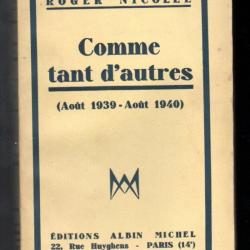 ROGER NICOLLE
Comme
tant d'autres
(Août 1939 - Août 1940)
ÉDITIONS ALBIN MICHEL
22, Rue Huyghens - PARIS (14ᵉ)